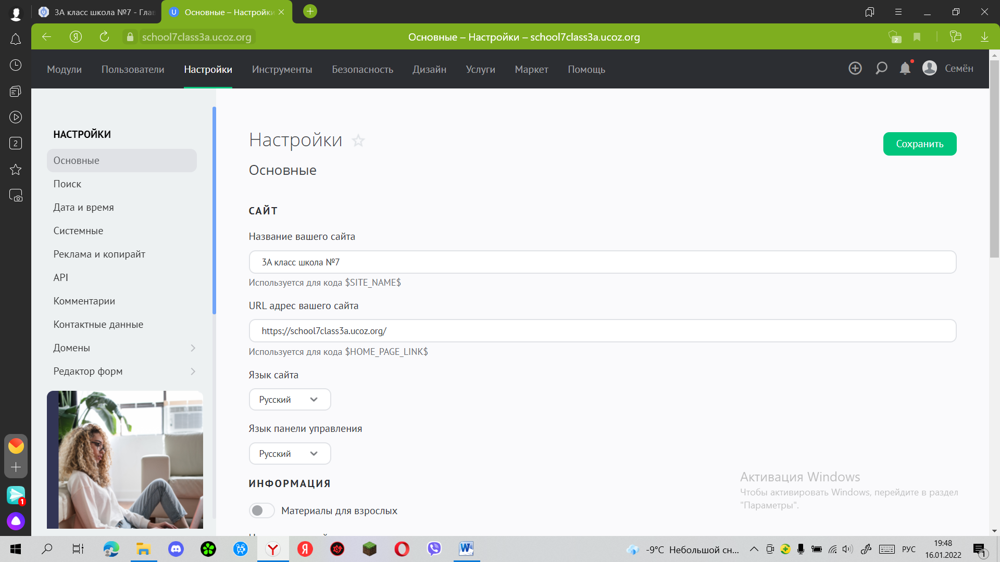 3А класс школа №7 - Глав
Основные – Настройки
school7class3a.ucoz.org
Основные – Настройки – school7class3a.ucoz.org
2
Модули
Пользователи
Настройки
Инструменты
Безопасность
Дизайн
Услуги
Маркет
Помощь
Семён
2
НАСТРОЙКИ
Основные
Поиск
Дата и время
Системные
Реклама и копирайт
API
Комментарии
Контактные данные
Домены
Редактор форм
Настройки
Сохранить
Основные
САЙТ
Название вашего сайта
3А класс школа №7
Используется для кода $SITE_NAME$
URL адрес вашего сайта
https://school7class3a.ucoz.org/
Используется для кода $HOME_PAGE_LINK$
Язык сайта
Русский
Язык панели управления
Русский
ИНФОРМАЦИЯ
Материалы для взрослых
Активация Windows
Чтобы активировать Windows, перейдите в раздел
"Параметры".
1
-9°C Небольшой сн...
РУС
19:48
16.01.2022
1